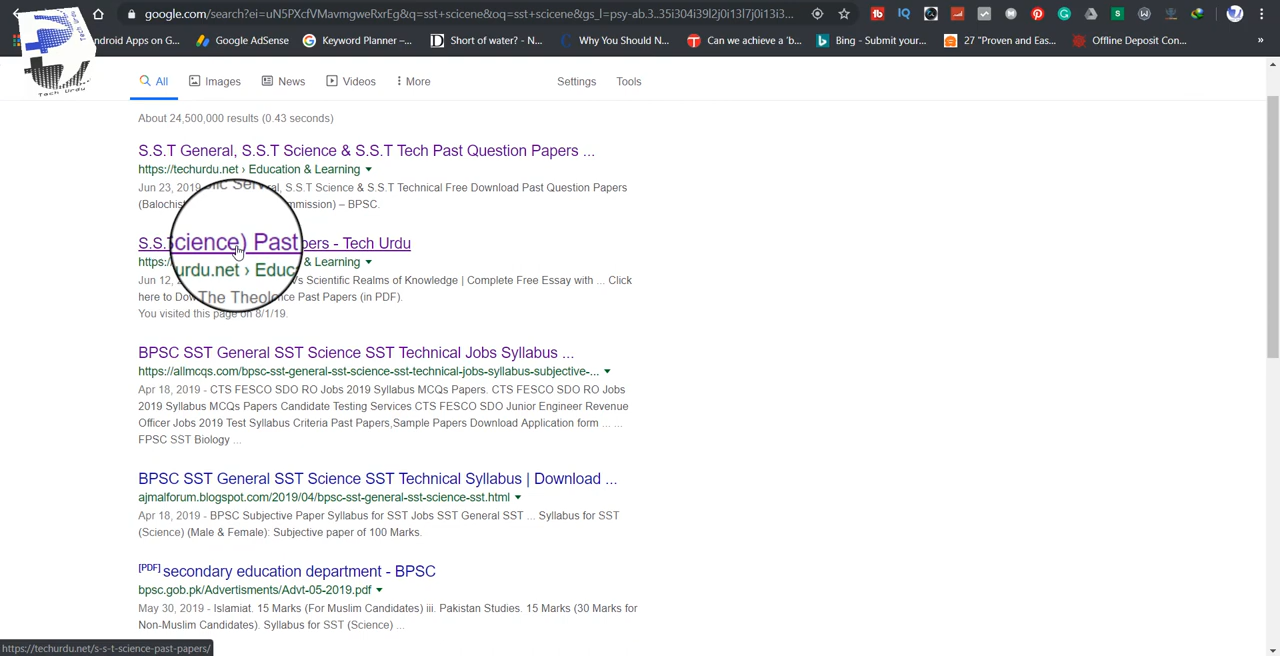 google.com/search?ei=uN5PXcfVMavmgweRxrEg&q=sst+scicene&oq=sst+scicene&gs_l=psy-ab.3..35i304i39l2j0i13l7j0i13i3...
ndroid Apps on G...
Google AdSense
Keyword Planner –...
Short of water? - N...
Why You Should N...
Can we achieve a 'b...
Bing - Submit your...
27 "Proven and Eas...
Offline Deposit Con...
»
Tech Urdu
All
Images
News
Videos
More
Settings
Tools
About 24,500,000 results (0.43 seconds)
S.S.T General, S.S.T Science & S.S.T Tech Past Question Papers ...
https://techurdu.net › Education & Learning
Jun 23, 2019 S.S.T Science & S.S.T Technical Free Download Past Question Papers
(Balochis mmission) – BPSC.
S.S. cience) Past pers - Tech Urdu
https: urdu.net › Educ & Learning
Jun 12, Vs Scientific Realms of Knowledge | Complete Free Essay with ... Click
here to Dow The Theolo nce Past Papers (in PDF).
You visited this page on 8/1/19.
BPSC SST General SST Science SST Technical Jobs Syllabus ...
https://allmcqs.com/bpsc-sst-general-sst-science-sst-technical-jobs-syllabus-subjective-...
Apr 18, 2019 - CTS FESCO SDO RO Jobs 2019 Syllabus MCQs Papers. CTS FESCO SDO RO Jobs
2019 Syllabus MCQs Papers Candidate Testing Services CTS FESCO SDO Junior Engineer Revenue
Officer Jobs 2019 Test Syllabus Criteria Past Papers,Sample Papers Download Application form ... ...
FPSC SST Biology ...
BPSC SST General SST Science SST Technical Syllabus | Download ...
ajmalforum.blogspot.com/2019/04/bpsc-sst-general-sst-science-sst.html
Apr 18, 2019 - BPSC Subjective Paper Syllabus for SST Jobs SST General SST ... Syllabus for SST
(Science) (Male & Female): Subjective paper of 100 Marks.
[PDF] secondary education department - BPSC
bpsc.gob.pk/Advertisments/Advt-05-2019.pdf
May 30, 2019 - Islamiat. 15 Marks (For Muslim Candidates) iii. Pakistan Studies. 15 Marks (30 Marks for
Non-Muslim Candidates). Syllabus for SST (Science) ...
https://techurdu.net/s-s-t-science-past-papers/